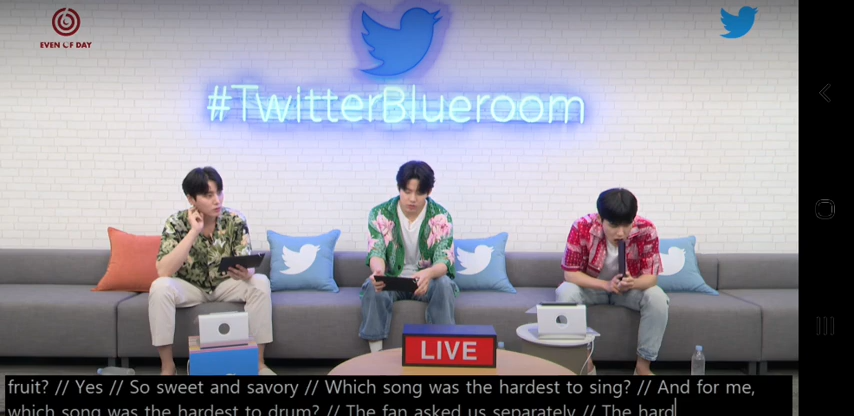 EVEN OF DAY
#TwitterBlueroom
LIVE
fruit? // Yes // So sweet and savory // Which song was the hardest to sing? // And for me,
which song was the hardest to drum? // The fan asked us separately // The hard